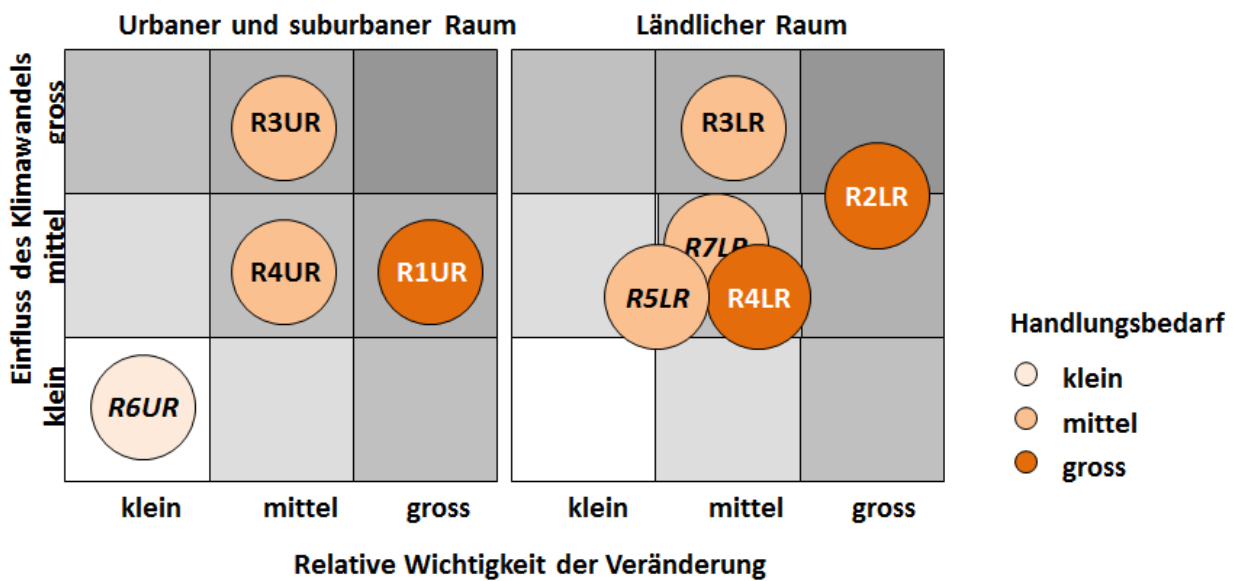 Urbaner und suburbaner Raum
Ländlicher Raum
Einfluss des Klimawandels
gross
mittel
klein
R3UR
R4UR
R1UR
R6UR
R3LR
R2LR
R7LR
R5LR
R4LR
klein
mittel
gross
klein
mittel
gross
Relative Wichtigkeit der Veränderung
Handlungsbedarf
klein
mittel
gross